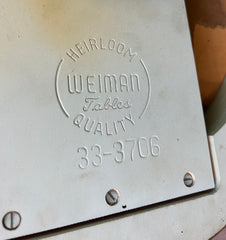 HEIRLOOM
WEIMAN
Tables
QUALITY
33-3706